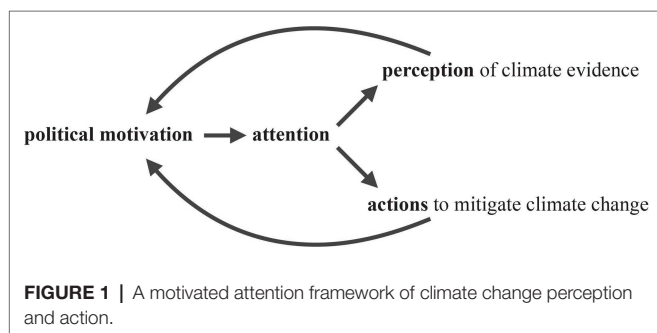 perception of climate evidence
political motivation attention
actions to mitigate climate change
FIGURE 1 | A motivated attention framework of climate change perception
and action.